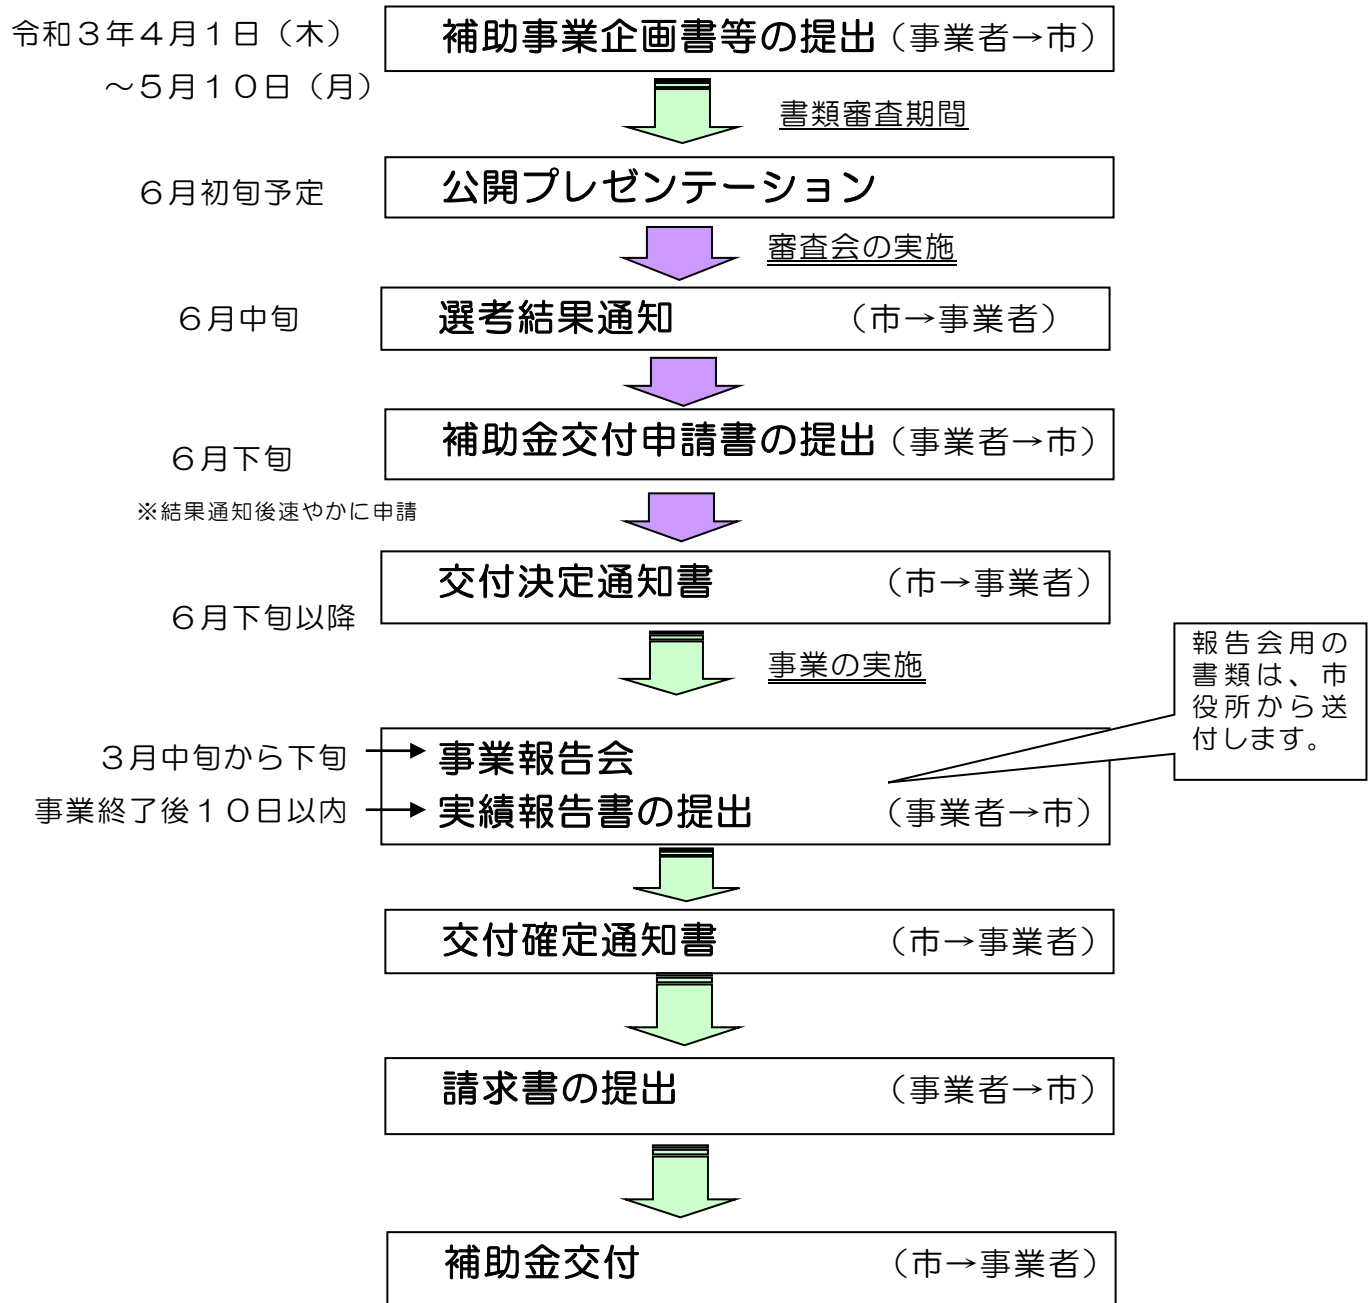 令和３年４月１日（木）
～５月１０日（月）
補助事業企画書等の提出（事業者→市）
書類審査期間
６月初旬予定
公開プレゼンテーション
審査会の実施
６月中旬
選考結果通知　（市→事業者）
６月下旬
※結果通知後速やかに申請
補助金交付申請書の提出（事業者→市）
６月下旬以降
交付決定通知書　（市→事業者）
事業の実施
報告会用の
書類は、市
役所から送
付します。
３月中旬から下旬
事業報告会
事業終了後１０日以内
実績報告書の提出　（事業者→市）
交付確定通知書　（市→事業者）
請求書の提出　（事業者→市）
補助金交付　（市→事業者）